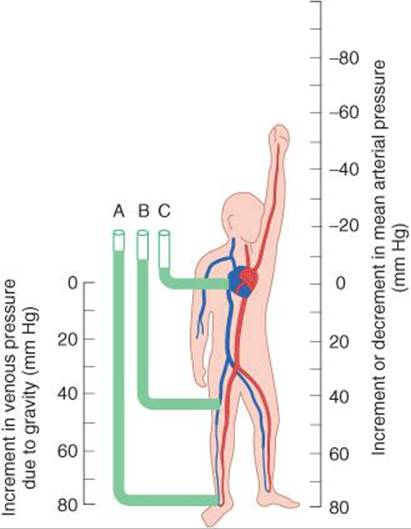 A B C
Increment in venous pressure
due to gravity (mm Hg)
0
20
40
60
80
–80
–60
–40
–20
0
20
40
60
80
Increment or decrement in mean arterial pressure
(mm Hg)